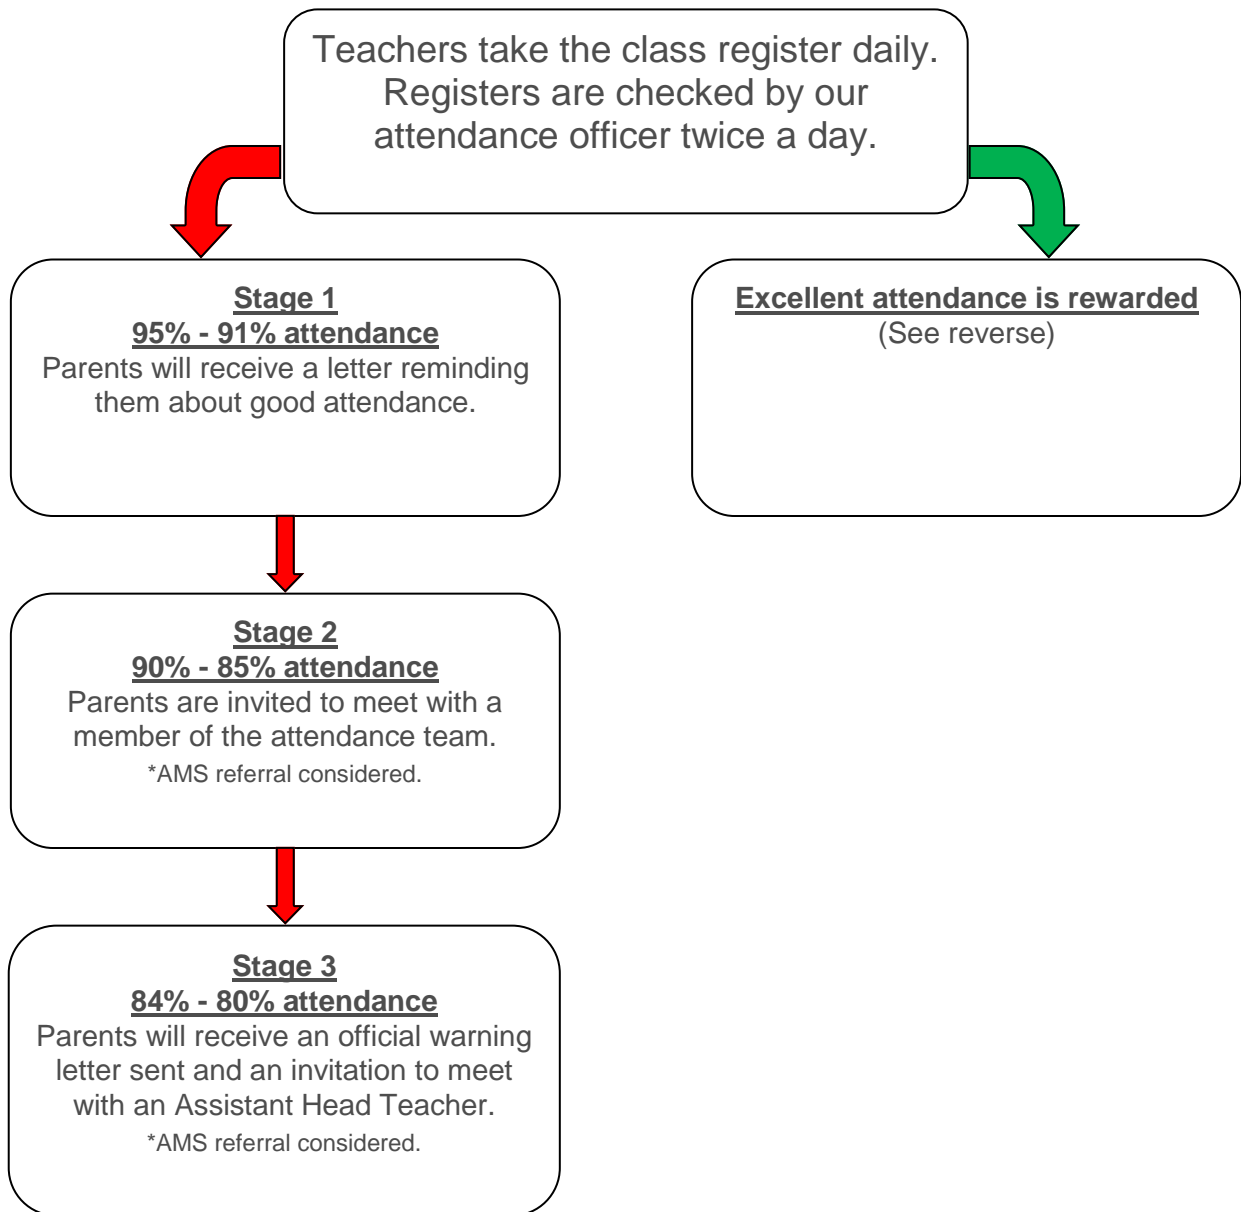 Teachers take the class register daily.
Registers are checked by our
attendance officer twice a day.
Stage 1
95% - 91% attendance
Parents will receive a letter reminding
them about good attendance.
Excellent attendance is rewarded
(See reverse)
Stage 2
90% - 85% attendance
Parents are invited to meet with a
member of the attendance team.
*AMS referral considered.
Stage 3
84% - 80% attendance
Parents will receive an official warning
letter sent and an invitation to meet
with an Assistant Head Teacher.
*AMS referral considered.